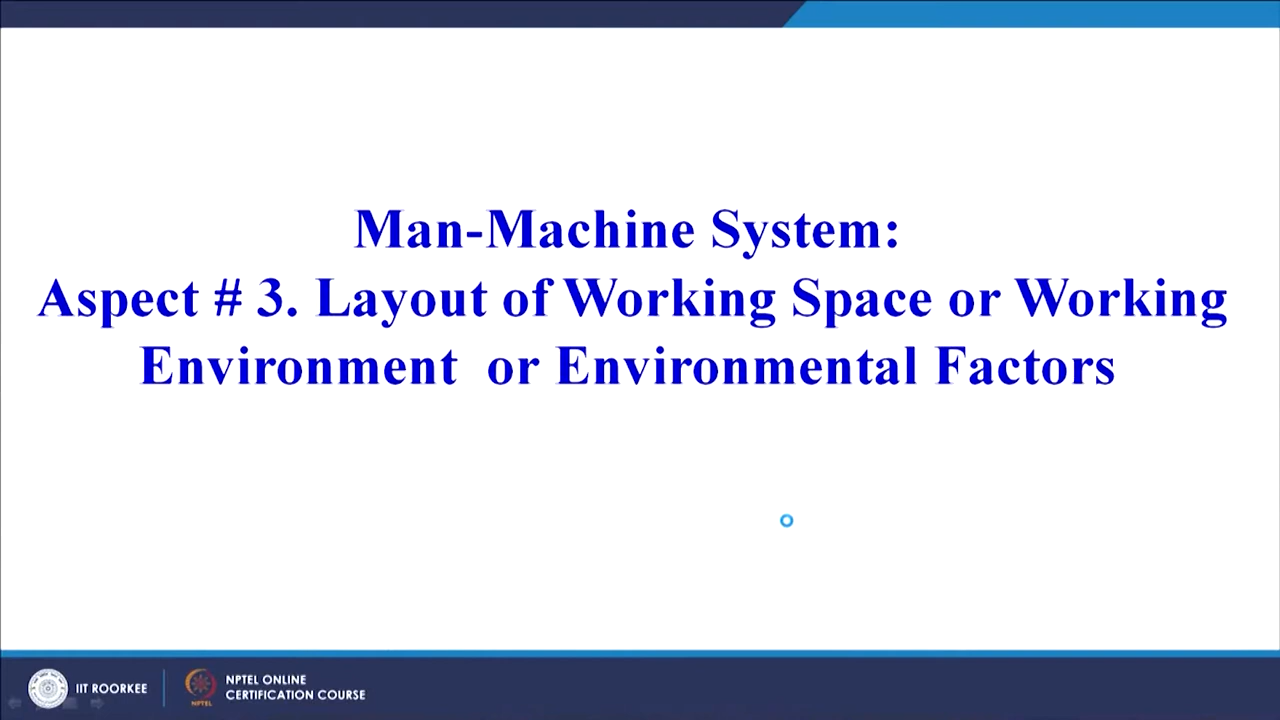 Man-Machine System:
Aspect # 3. Layout of Working Space or Working
Environment or Environmental Factors
IIT ROORKEE
NPTEL ONLINE
CERTIFICATION COURSE
NPTEL